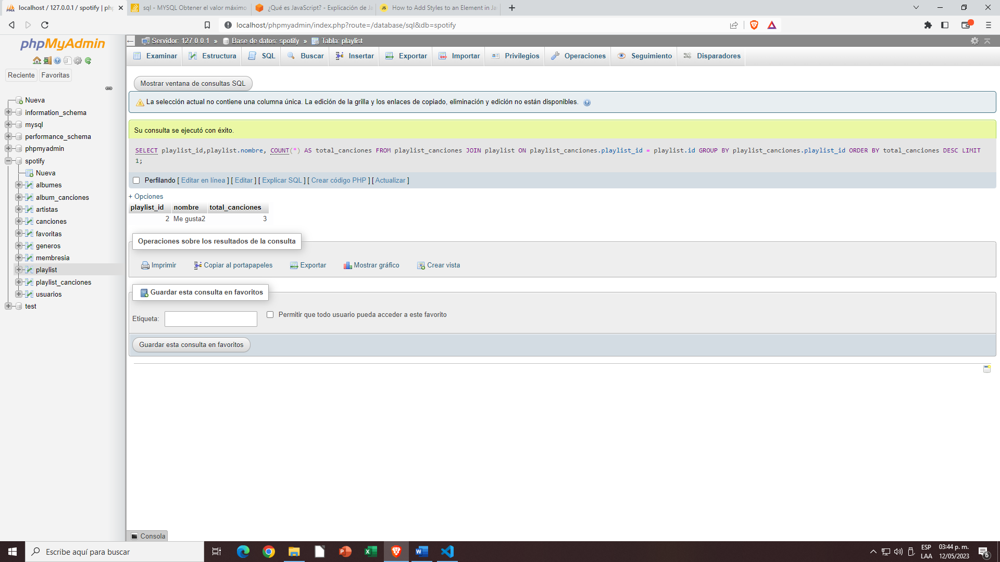 localhost / 127.0.0.1 / spotify | ph
sql - MYSQL Obtener el valor máximo
¿Qué es JavaScript? - Explicación de Ja
How to Add Styles to an Element in Ja
localhost/phpmyadmin/index.php?route=/database/sql&db=spotify
phpMyAdmin
Reciente
Favoritas
Nueva
information_schema
mysql
performance_schema
phpmyadmin
spotify
Nueva
albumes
album_canciones
artistas
canciones
favoritas
generos
membresia
playlist
playlist_canciones
usuarios
test
Servidor: 127.0.0.1 » Base de datos: spotify » Tabla: playlist
Examinar Estructura SQL Buscar Insertar Exportar Importar Privilegios Operaciones Seguimiento Disparadores
Mostrar ventana de consultas SQL
La selección actual no contiene una columna única. La edición de la grilla y los enlaces de copiado, eliminación y edición no están disponibles.
Su consulta se ejecutó con éxito.
SELECT playlist_id,playlist.nombre, COUNT(*) AS total_canciones FROM playlist_canciones JOIN playlist ON playlist_canciones.playlist_id = playlist.id GROUP BY playlist_canciones.playlist_id ORDER BY total_canciones DESC LIMIT
1;
Perfilando [ Editar en línea ] [ Editar ] [ Explicar SQL ] [ Crear código PHP ] [ Actualizar ]
+ Opciones
playlist_id nombre total_canciones
2 Me gusta2 3
Operaciones sobre los resultados de la consulta
Imprimir Copiar al portapapeles Exportar Mostrar gráfico Crear vista
Guardar esta consulta en favoritos
Etiqueta: Permitir que todo usuario pueda acceder a este favorito
Guardar esta consulta en favoritos
Consola
Escribe aquí para buscar
ESP
LAA
03:44 p. m.
12/05/2023
6